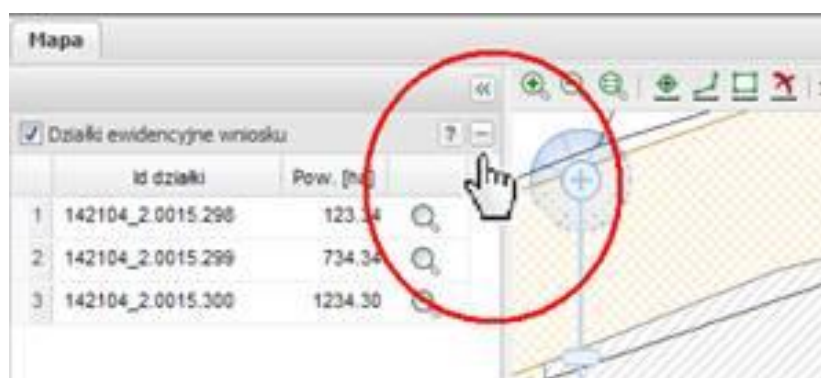 Mapa
«
Działki ewidencyjne wniosku ? −
Id działki Pow. [ha]
1 142104_2.0015.298 123.34
2 142104_2.0015.299 734.34
3 142104_2.0015.300 1234.30